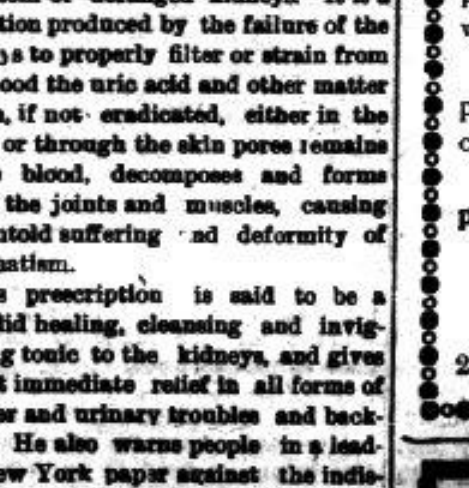 tion produced by the failure of the
ys to properly filter or strain from
ood the uric acid and other matter
, if not eradicated, either in the
or through the skin pores remains
blood, decomposes and forms
the joints and muscles, causing
ntold suffering nd deformity of
matism.
s prescription is said to be a
did healing, cleansing and invig-
g tonic to the kidneys, and gives
t immediate relief in all forms of
er and urinary troubles and back-
He also warns people in a lead-
ew York paper against the indis-
p
2